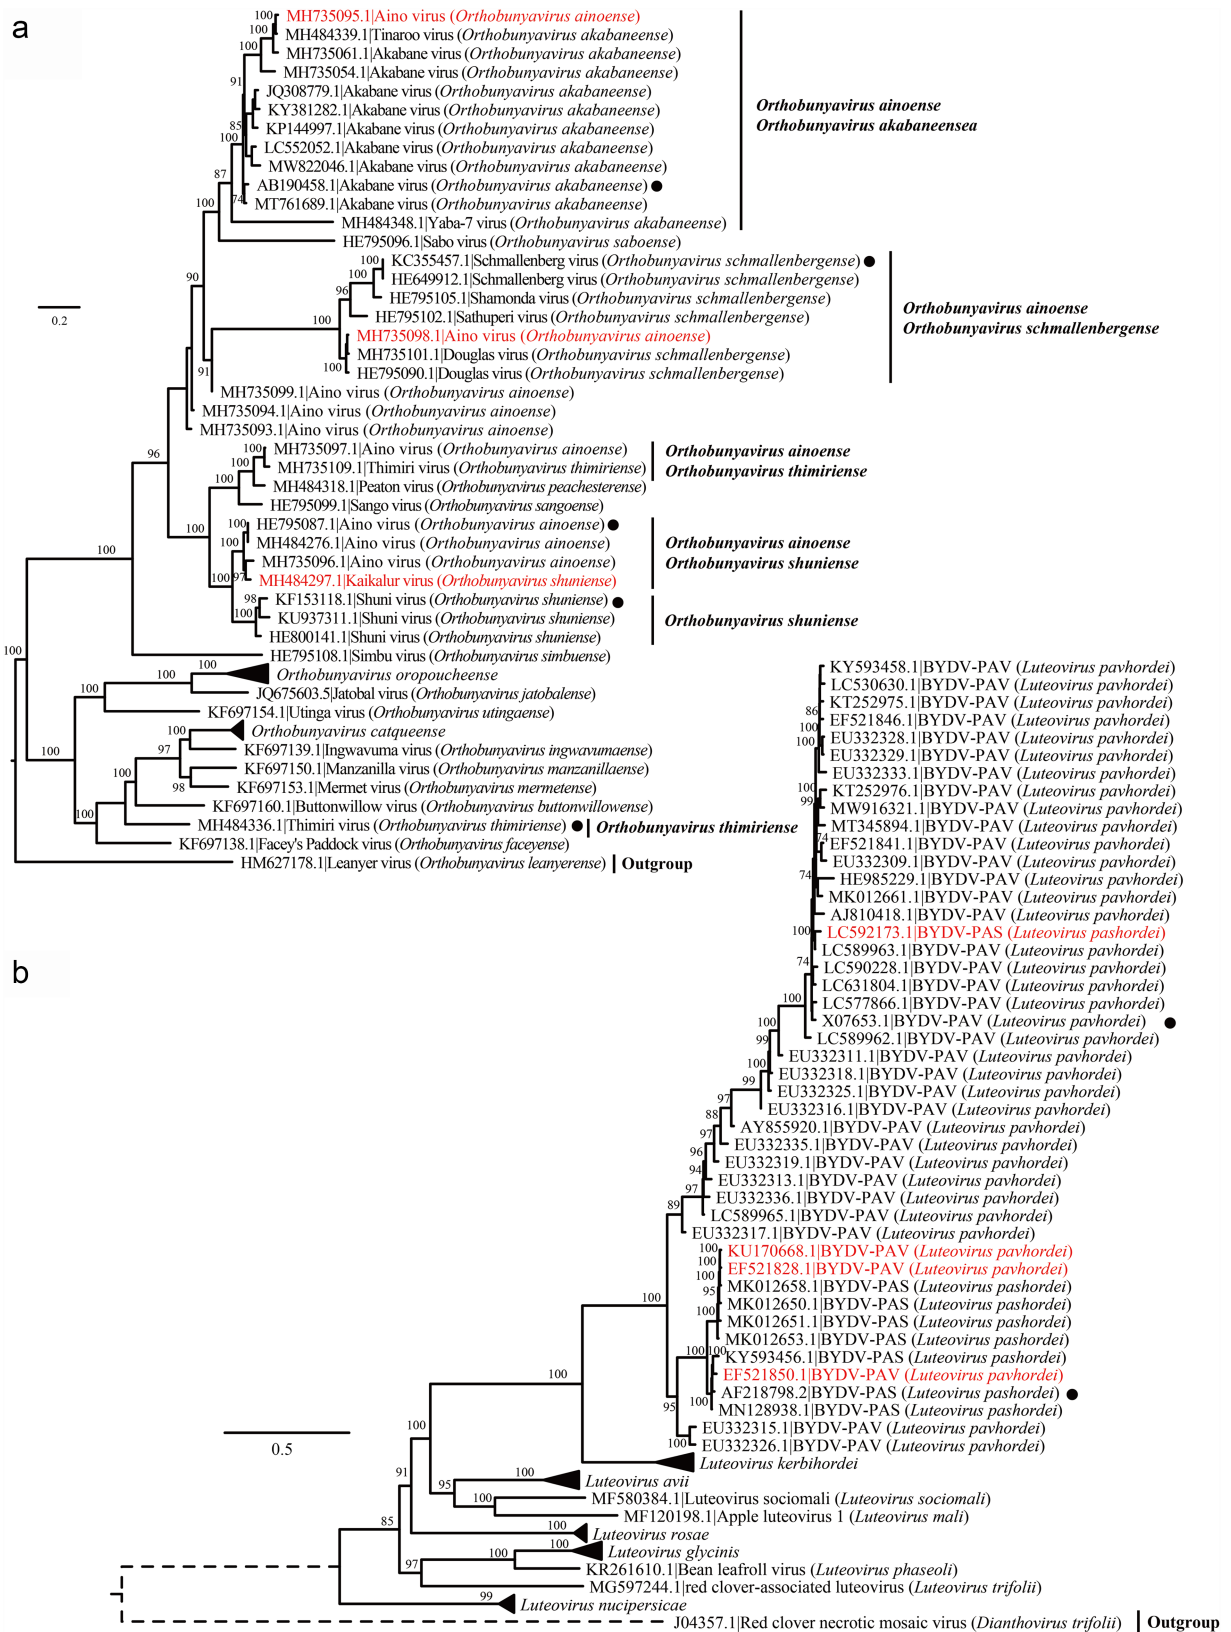 a
100
MH735095.1|Aino virus (Orthobunyavirus ainoense)
100
MH484339.1|Tinaroo virus (Orthobunyavirus akabaneense)
100
MH735061.1|Akabane virus (Orthobunyavirus akabaneense)
MH735054.1|Akabane virus (Orthobunyavirus akabaneense)
91
JQ308779.1|Akabane virus (Orthobunyavirus akabaneense)
KY381282.1|Akabane virus (Orthobunyavirus akabaneense)
85
KP144997.1|Akabane virus (Orthobunyavirus akabaneense)
100
LC552052.1|Akabane virus (Orthobunyavirus akabaneense)
MW822046.1|Akabane virus (Orthobunyavirus akabaneense)
87
AB190458.1|Akabane virus (Orthobunyavirus akabaneense)
74
MT761689.1|Akabane virus (Orthobunyavirus akabaneense)
100
MH484348.1|Yaba-7 virus (Orthobunyavirus akabaneense)
Orthobunyavirus ainoense
Orthobunyavirus akabaneensea
HE795096.1|Sabo virus (Orthobunyavirus saboense)
100
KC355457.1|Schmallenberg virus (Orthobunyavirus schmallenbergense)
100
HE649912.1|Schmallenberg virus (Orthobunyavirus schmallenbergense)
96
HE795105.1|Shamonda virus (Orthobunyavirus schmallenbergense)
90
100
HE795102.1|Sathuperi virus (Orthobunyavirus schmallenbergense)
MH735098.1|Aino virus (Orthobunyavirus ainoense)
MH735101.1|Douglas virus (Orthobunyavirus schmallenbergense)
100
HE795090.1|Douglas virus (Orthobunyavirus schmallenbergense)
Orthobunyavirus ainoense
Orthobunyavirus schmallenbergense
0.2
91
MH735099.1|Aino virus (Orthobunyavirus ainoense)
MH735094.1|Aino virus (Orthobunyavirus ainoense)
MH735093.1|Aino virus (Orthobunyavirus ainoense)
96
100
MH735097.1|Aino virus (Orthobunyavirus ainoense)
100
MH735109.1|Thimiri virus (Orthobunyavirus thimiriense)
100
MH484318.1|Peaton virus (Orthobunyavirus peachesterense)
HE795099.1|Sango virus (Orthobunyavirus sangoense)
Orthobunyavirus ainoense
Orthobunyavirus thimiriense
100
100
HE795087.1|Aino virus (Orthobunyavirus ainoense)
100
MH484276.1|Aino virus (Orthobunyavirus ainoense)
MH735096.1|Aino virus (Orthobunyavirus ainoense)
100
97
MH484297.1|Kaikalur virus (Orthobunyavirus shuniense)
Orthobunyavirus ainoense
Orthobunyavirus shuniense
98
KF153118.1|Shuni virus (Orthobunyavirus shuniense)
100
KU937311.1|Shuni virus (Orthobunyavirus shuniense)
HE800141.1|Shuni virus (Orthobunyavirus shuniense)
Orthobunyavirus shuniense
100
HE795108.1|Simbu virus (Orthobunyavirus simbuense)
100
100
Orthobunyavirus oropoucheense
100
JQ675603.5|Jatobal virus (Orthobunyavirus jatobalense)
KF697154.1|Utinga virus (Orthobunyavirus utingaense)
100
100
Orthobunyavirus catqueense
97
KF697139.1|Ingwavuma virus (Orthobunyavirus ingwavumaense)
100
KF697150.1|Manzanilla virus (Orthobunyavirus manzanillaense)
98
KF697153.1|Mermet virus (Orthobunyavirus mermetense)
KF697160.1|Buttonwillow virus (Orthobunyavirus buttonwillowense)
100
MH484336.1|Thimiri virus (Orthobunyavirus thimiriense)
Orthobunyavirus thimiriense
KF697138.1|Facey's Paddock virus (Orthobunyavirus faceyense)
HM627178.1|Leanyer virus (Orthobunyavirus leanyerense)
Outgroup
b
KY593458.1|BYDV-PAV (Luteovirus pavhordei)
LC530630.1|BYDV-PAV (Luteovirus pavhordei)
KT252975.1|BYDV-PAV (Luteovirus pavhordei)
86
EF521846.1|BYDV-PAV (Luteovirus pavhordei)
100
100
EU332328.1|BYDV-PAV (Luteovirus pavhordei)
EU332329.1|BYDV-PAV (Luteovirus pavhordei)
EU332333.1|BYDV-PAV (Luteovirus pavhordei)
100
KT252976.1|BYDV-PAV (Luteovirus pavhordei)
99
MW916321.1|BYDV-PAV (Luteovirus pavhordei)
MT345894.1|BYDV-PAV (Luteovirus pavhordei)
74
EF521841.1|BYDV-PAV (Luteovirus pavhordei)
EU332309.1|BYDV-PAV (Luteovirus pavhordei)
74
HE985229.1|BYDV-PAV (Luteovirus pavhordei)
MK012661.1|BYDV-PAV (Luteovirus pavhordei)
AJ810418.1|BYDV-PAV (Luteovirus pavhordei)
100
LC592173.1|BYDV-PAS (Luteovirus pashordei)
LC589963.1|BYDV-PAV (Luteovirus pavhordei)
74
LC590228.1|BYDV-PAV (Luteovirus pavhordei)
LC631804.1|BYDV-PAV (Luteovirus pavhordei)
100
LC577866.1|BYDV-PAV (Luteovirus pavhordei)
X07653.1|BYDV-PAV (Luteovirus pavhordei)
100
99
LC589962.1|BYDV-PAV (Luteovirus pavhordei)
EU332311.1|BYDV-PAV (Luteovirus pavhordei)
100
EU332318.1|BYDV-PAV (Luteovirus pavhordei)
99
EU332325.1|BYDV-PAV (Luteovirus pavhordei)
97
EU332316.1|BYDV-PAV (Luteovirus pavhordei)
88
AY855920.1|BYDV-PAV (Luteovirus pavhordei)
97
EU332335.1|BYDV-PAV (Luteovirus pavhordei)
96
EU332319.1|BYDV-PAV (Luteovirus pavhordei)
94
EU332313.1|BYDV-PAV (Luteovirus pavhordei)
97
EU332336.1|BYDV-PAV (Luteovirus pavhordei)
89
LC589965.1|BYDV-PAV (Luteovirus pavhordei)
EU332317.1|BYDV-PAV (Luteovirus pavhordei)
100
KU170668.1|BYDV-PAV (Luteovirus pavhordei)
100
EF521828.1|BYDV-PAV (Luteovirus pavhordei)
100
MK012658.1|BYDV-PAS (Luteovirus pashordei)
95
100
MK012650.1|BYDV-PAS (Luteovirus pashordei)
100
MK012651.1|BYDV-PAS (Luteovirus pashordei)
MK012653.1|BYDV-PAS (Luteovirus pashordei)
100
100
KY593456.1|BYDV-PAS (Luteovirus pashordei)
100
EF521850.1|BYDV-PAV (Luteovirus pavhordei)
AF218798.2|BYDV-PAS (Luteovirus pashordei)
95
100
MN128938.1|BYDV-PAS (Luteovirus pashordei)
EU332315.1|BYDV-PAV (Luteovirus pavhordei)
100
EU332326.1|BYDV-PAV (Luteovirus pavhordei)
0.5
100
Luteovirus kerbihordei
91
100
Luteovirus avii
95
100
MF580384.1|Luteovirus sociomali (Luteovirus sociomali)
MF120198.1|Apple luteovirus 1 (Luteovirus mali)
85
100
Luteovirus rosae
100
100
Luteovirus glycinis
97
KR261610.1|Bean leafroll virus (Luteovirus phaseoli)
MG597244.1|red clover-associated luteovirus (Luteovirus trifolii)
99
Luteovirus nucipersicae
J04357.1|Red clover necrotic mosaic virus (Dianthovirus trifolii)
Outgroup